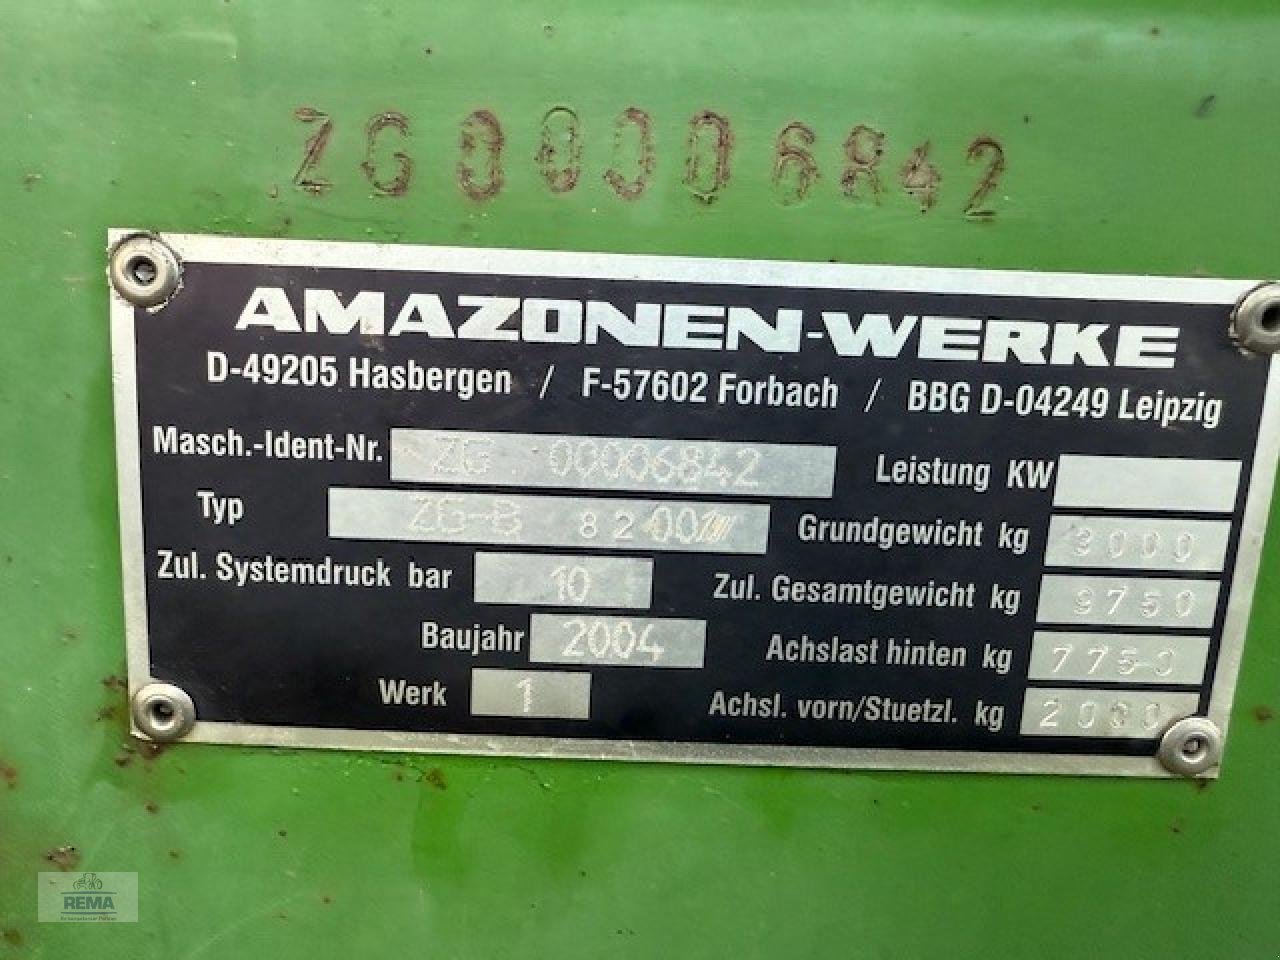 ZG00006842
AMAZONEN-WERKE
D-49205 Hasbergen / F-57602 Forbach / BBG D-04249 Leipzig
Masch.-Ident-Nr. ZG 00006842
Leistung KW
Typ ZG-B 82001
Grundgewicht kg 3000
Zul. Systemdruck bar 10
Zul. Gesamtgewicht kg 9750
Baujahr 2004
Achslast hinten kg 7750
Werk 1
Achsl. vorn/Stuetzl. kg 2000
REMA